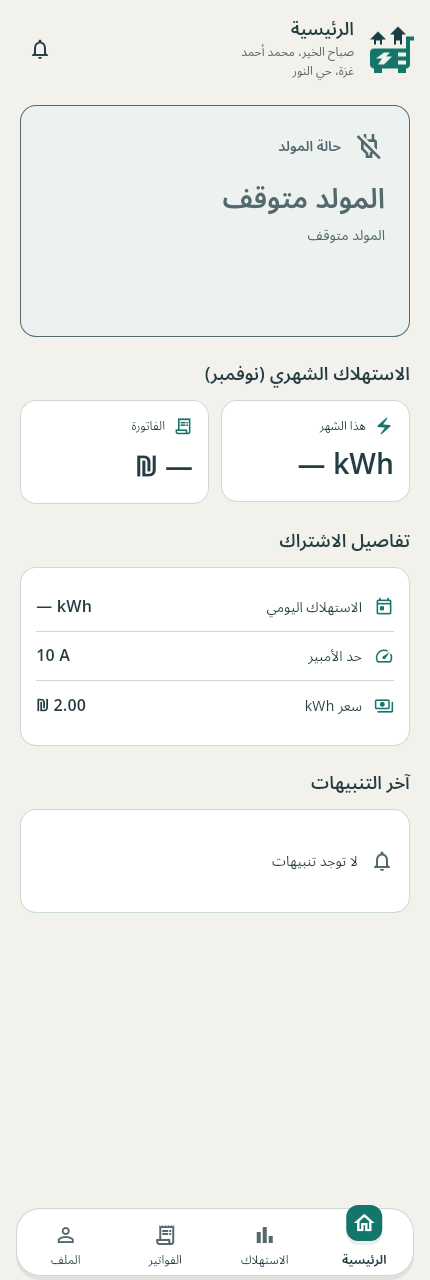 الرئيسية
صباح الخير، محمد أحمد
غزة، حي النور
حالة المولد
المولد متوقف
المولد متوقف
الاستهلاك الشهري (نوفمبر)
هذا الشهر
— kWh
الفاتورة
— ₪
تفاصيل الاشتراك
الاستهلاك اليومي
— kWh
حد الأمبير
10 A
سعر kWh
₪ 2.00
آخر التنبيهات
لا توجد تنبيهات
الرئيسية
الاستهلاك
الفواتير
الملف